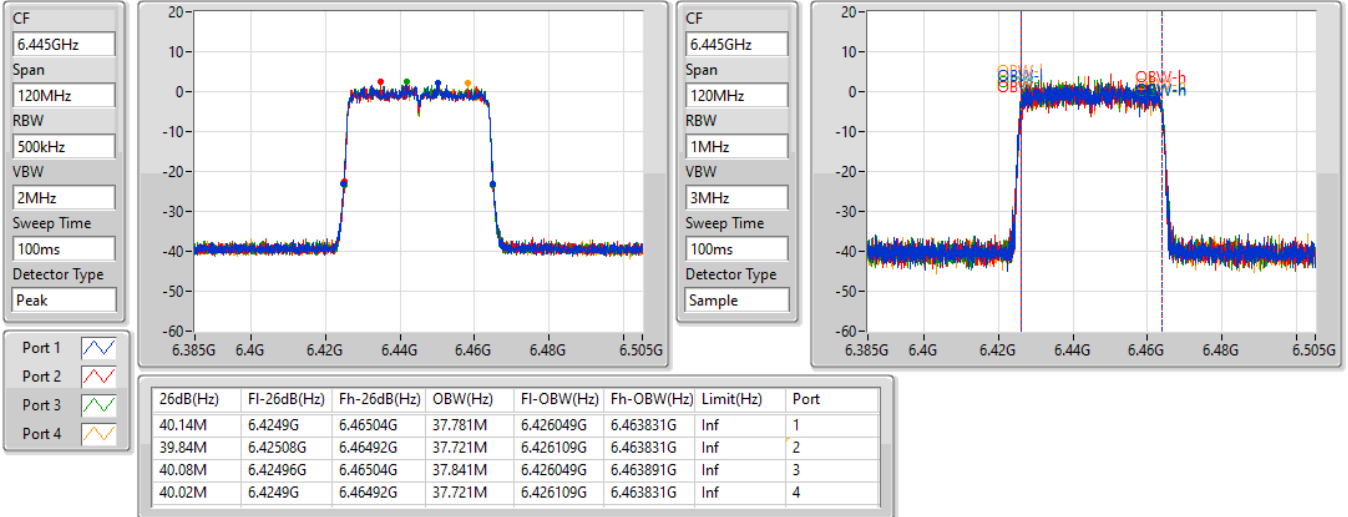 CF
6.445GHz
Span
120MHz
RBW
500kHz
VBW
2MHz
Sweep Time
100ms
Detector Type
Peak
20
10
0
-10
-20
-30
-40
-50
-60
6.385G 6.4G 6.42G 6.44G 6.46G 6.48G 6.505G
CF
6.445GHz
Span
120MHz
RBW
1MHz
VBW
3MHz
Sweep Time
100ms
Detector Type
Sample
20
10
0
-10
-20
-30
-40
-50
-60
OBW-l OBW-h
6.385G 6.4G 6.42G 6.44G 6.46G 6.48G 6.505G
Port 1
Port 2
Port 3
Port 4
26dB(Hz) Fl-26dB(Hz) Fh-26dB(Hz) OBW(Hz) Fl-OBW(Hz) Fh-OBW(Hz) Limit(Hz) Port
40.14M 6.4249G 6.46504G 37.781M 6.426049G 6.463831G Inf 1
39.84M 6.42508G 6.46492G 37.721M 6.426109G 6.463831G Inf 2
40.08M 6.42496G 6.46504G 37.841M 6.426049G 6.463891G Inf 3
40.02M 6.4249G 6.46492G 37.721M 6.426109G 6.463831G Inf 4